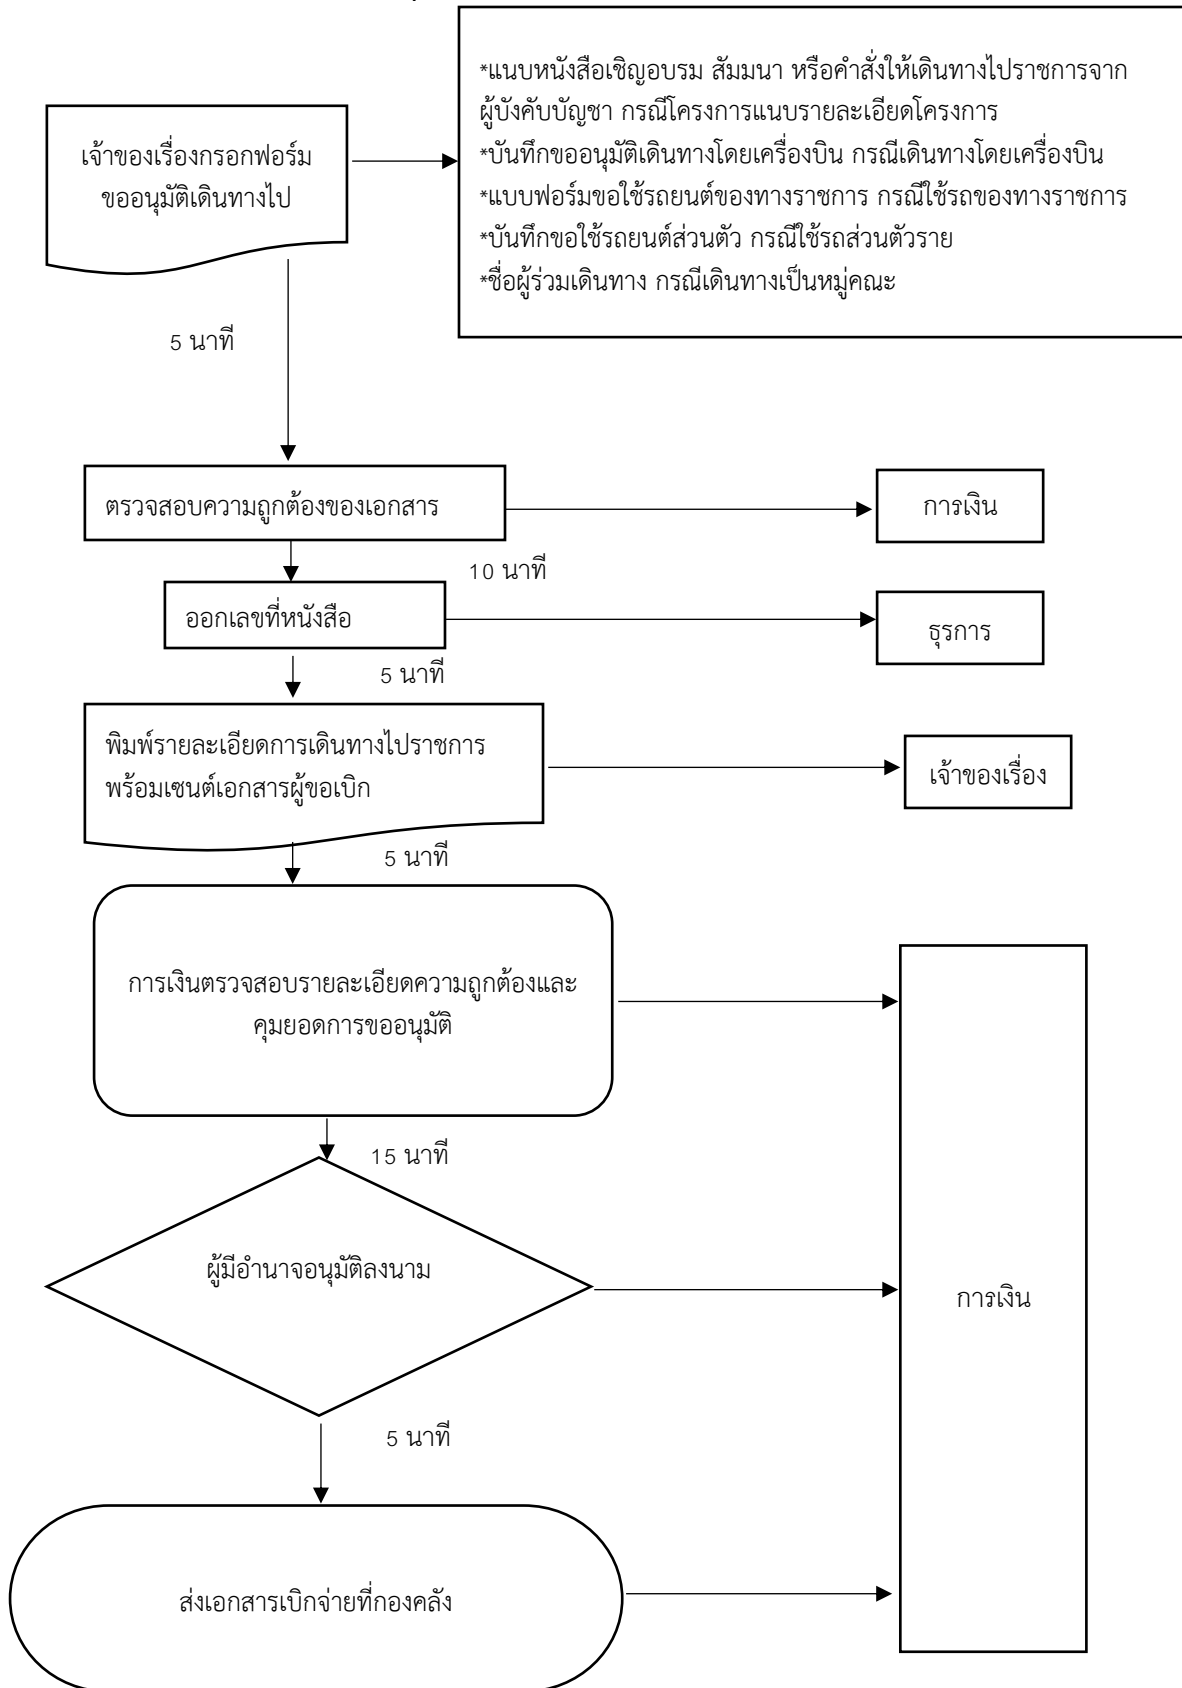 เจ้าของเรื่องกรอกฟอร์ม
ขออนุมัติเดินทางไป
*แนบหนังสือเชิญอบรม สัมมนา หรือคำสั่งให้เดินทางไปราชการจาก
ผู้บังคับบัญชา กรณีโครงการแนบรายละเอียดโครงการ
*บันทึกขออนุมัติเดินทางโดยเครื่องบิน กรณีเดินทางโดยเครื่องบิน
*แบบฟอร์มขอใช้รถยนต์ของทางราชการ กรณีใช้รถของทางราชการ
*บันทึกขอใช้รถยนต์ส่วนตัว กรณีใช้รถส่วนตัวราย
*ชื่อผู้ร่วมเดินทาง กรณีเดินทางเป็นหมู่คณะ
5 นาที
ตรวจสอบความถูกต้องของเอกสาร
การเงิน
10 นาที
ออกเลขที่หนังสือ
ธุรการ
5 นาที
พิมพ์รายละเอียดการเดินทางไปราชการ
พร้อมเซนต์เอกสารผู้ขอเบิก
เจ้าของเรื่อง
5 นาที
การเงินตรวจสอบรายละเอียดความถูกต้องและ
คุมยอดการขออนุมัติ
15 นาที
ผู้มีอำนาจอนุมัติลงนาม
การเงิน
5 นาที
ส่งเอกสารเบิกจ่ายที่กองคลัง